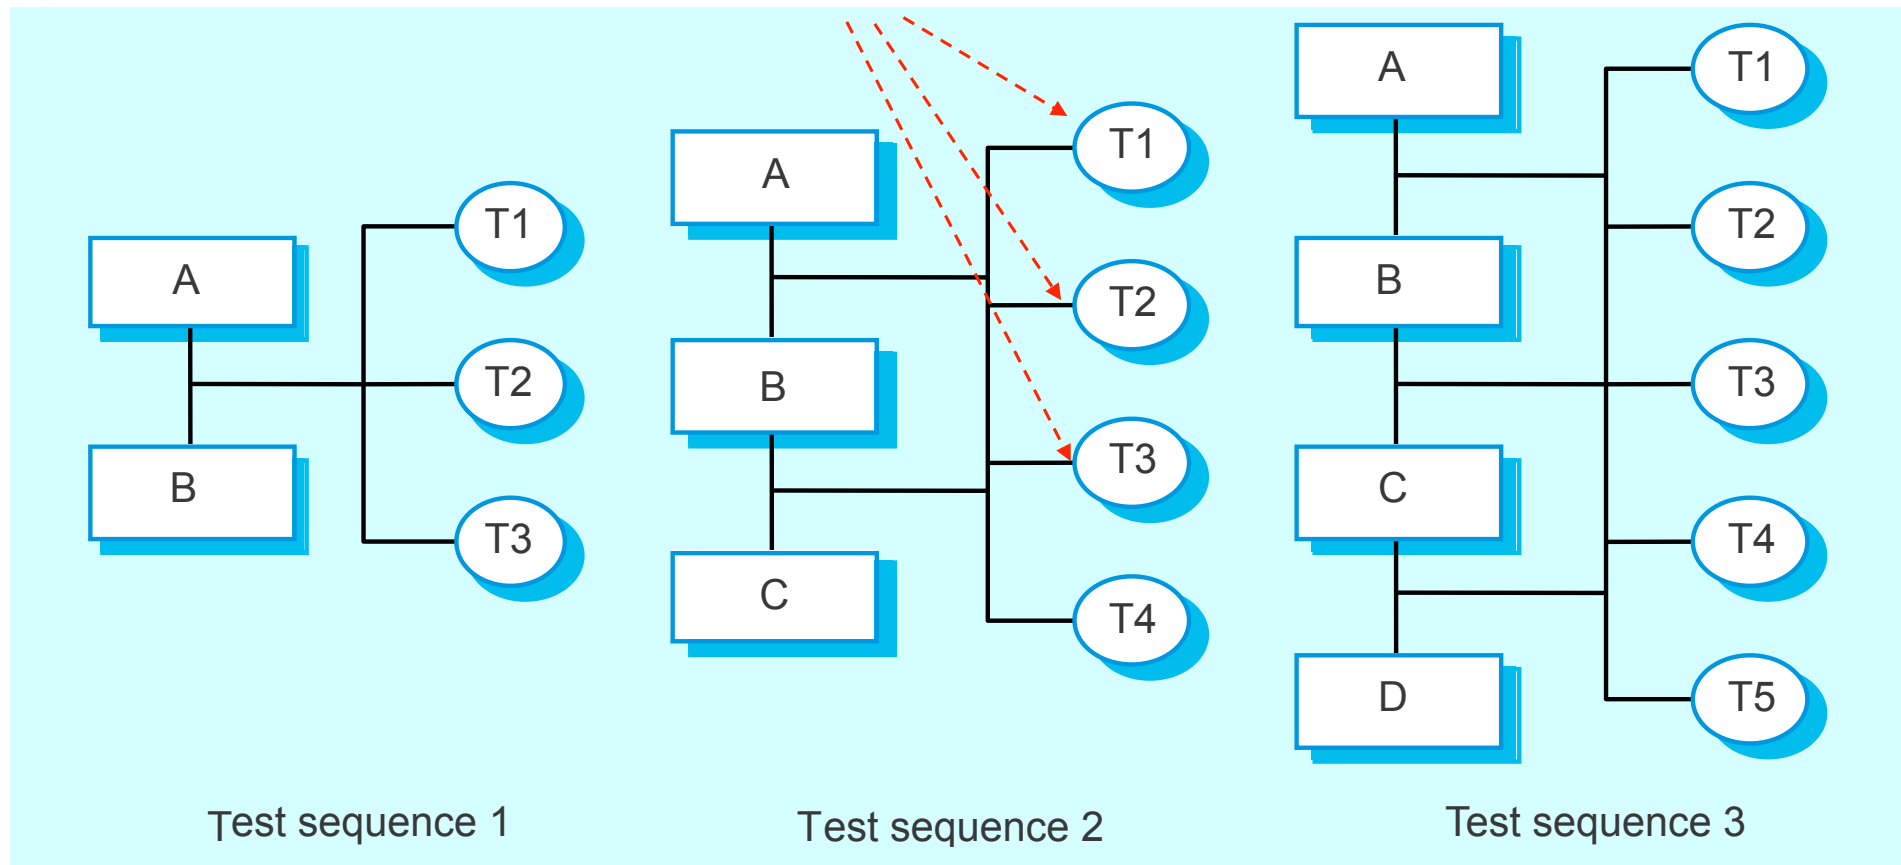 A
B
T1
T2
T3
Test sequence 1
A
B
C
T1
T2
T3
T4
Test sequence 2
A
B
C
D
T1
T2
T3
T4
T5
Test sequence 3